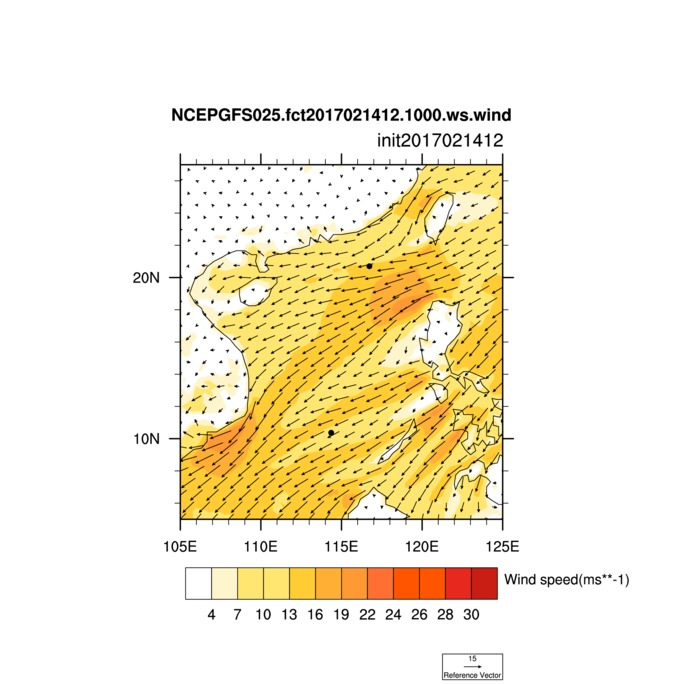 NCEPGFS025.fct2017021412.1000.ws.wind
init2017021412
20N
10N
105E 110E 115E 120E 125E
Wind speed(ms**-1)
4 7 10 13 16 19 22 24 26 28 30
15
Reference Vector